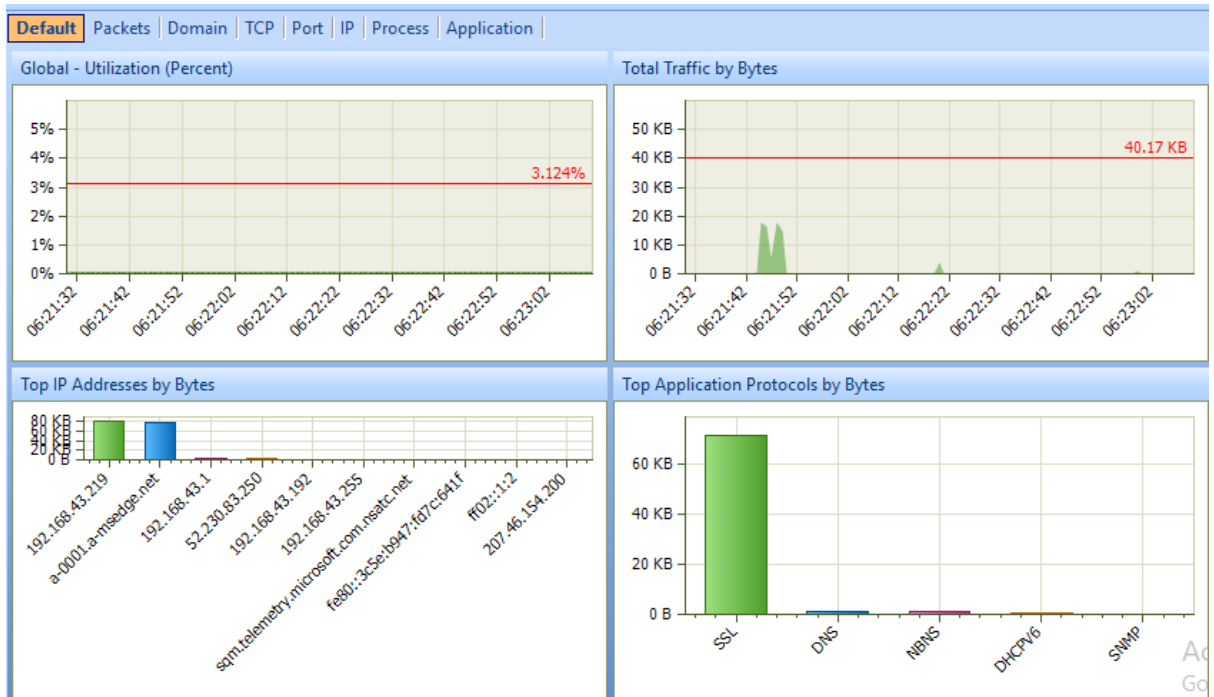 Default Packets Domain TCP Port IP Process Application
Global - Utilization (Percent)
5%
4%
3%
2%
1%
0%
3.124%
06:21:32 06:21:42 06:21:52 06:22:02 06:22:12 06:22:22 06:22:32 06:22:42 06:22:52 06:23:02
Total Traffic by Bytes
50 KB
40 KB
30 KB
20 KB
10 KB
0 B
40.17 KB
06:21:32 06:21:42 06:21:52 06:22:02 06:22:12 06:22:22 06:22:32 06:22:42 06:22:52 06:23:02
Top IP Addresses by Bytes
80 KB
60 KB
40 KB
20 KB
0 B
192.168.43.219
a-0001.a-msedge.net
192.168.43.1
52.230.83.250
192.168.43.192
192.168.43.255
sqm.telemetry.microsoft.com.nsatc.net
fe80::3c5e:b947:fd7c:641f
ff02::1:2
207.46.154.200
Top Application Protocols by Bytes
60 KB
40 KB
20 KB
0 B
SSL
DNS
NBNS
DHCPV6
SNMP
Ac
Go